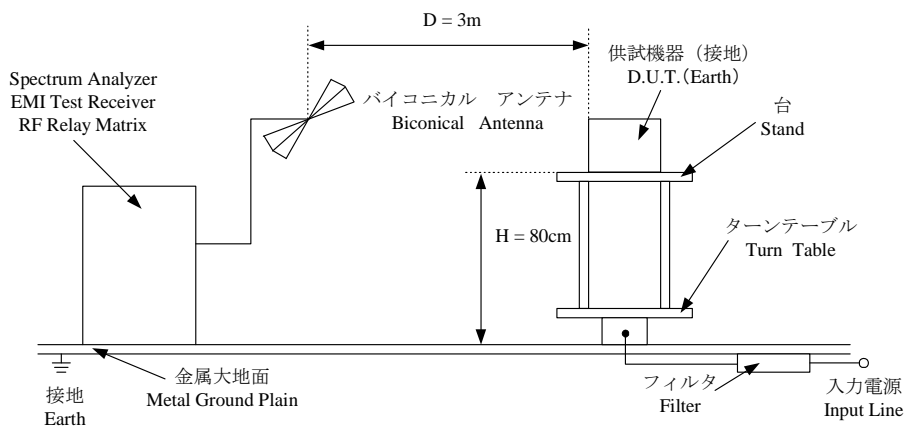 D = 3m
Spectrum Analyzer
EMI Test Receiver
RF Relay Matrix
バイコニカル アンテナ
Biconical Antenna
供試機器 (接地)
D.U.T.(Earth)
台
Stand
H = 80cm
ターンテーブル
Turn Table
接地
Earth
金属大地面
Metal Ground Plain
フィルタ
Filter
入力電源
Input Line